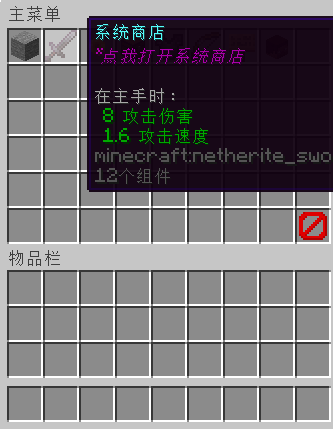 主菜单
系统商店
*点我打开系统商店
在主手时：
8 攻击伤害
1.6 攻击速度
minecraft:netherite_swo
12个组件
物品栏